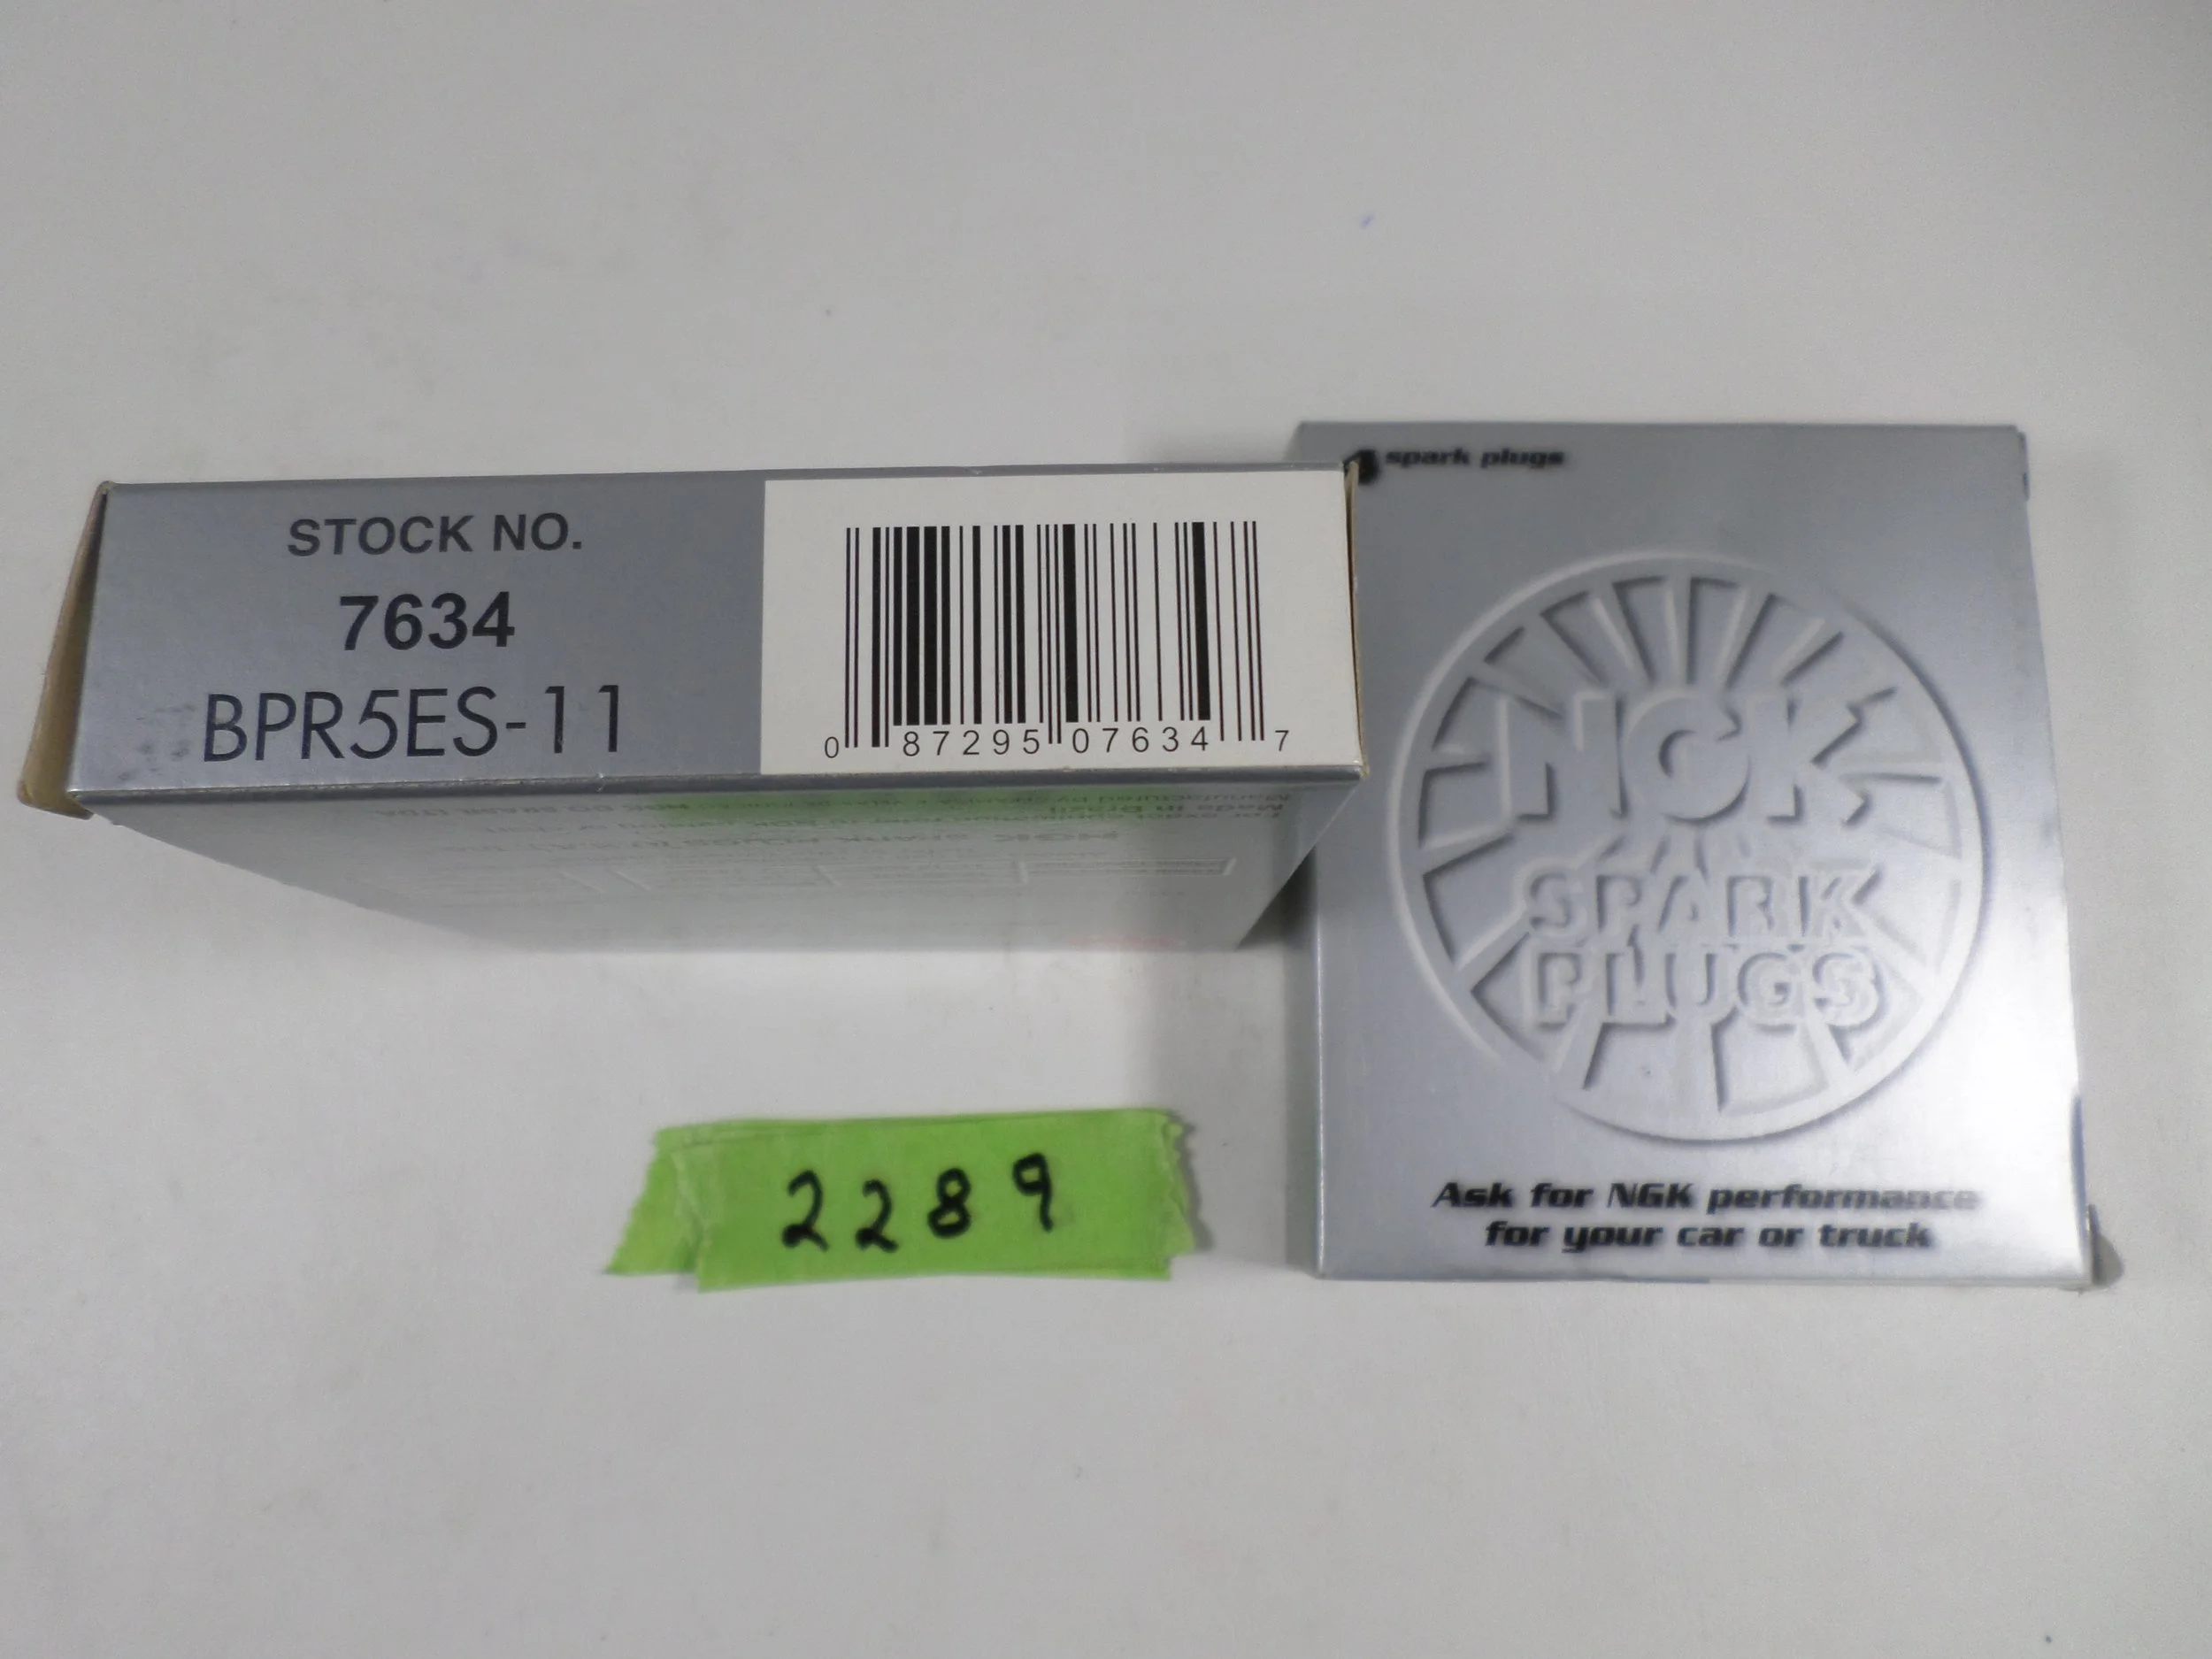 STOCK NO.
7634
BPR5ES-11
0 87295 07634 7
spark plugs
NGK
SPARK
PLUGS
Ask for NGK performance
for your car or truck
2289